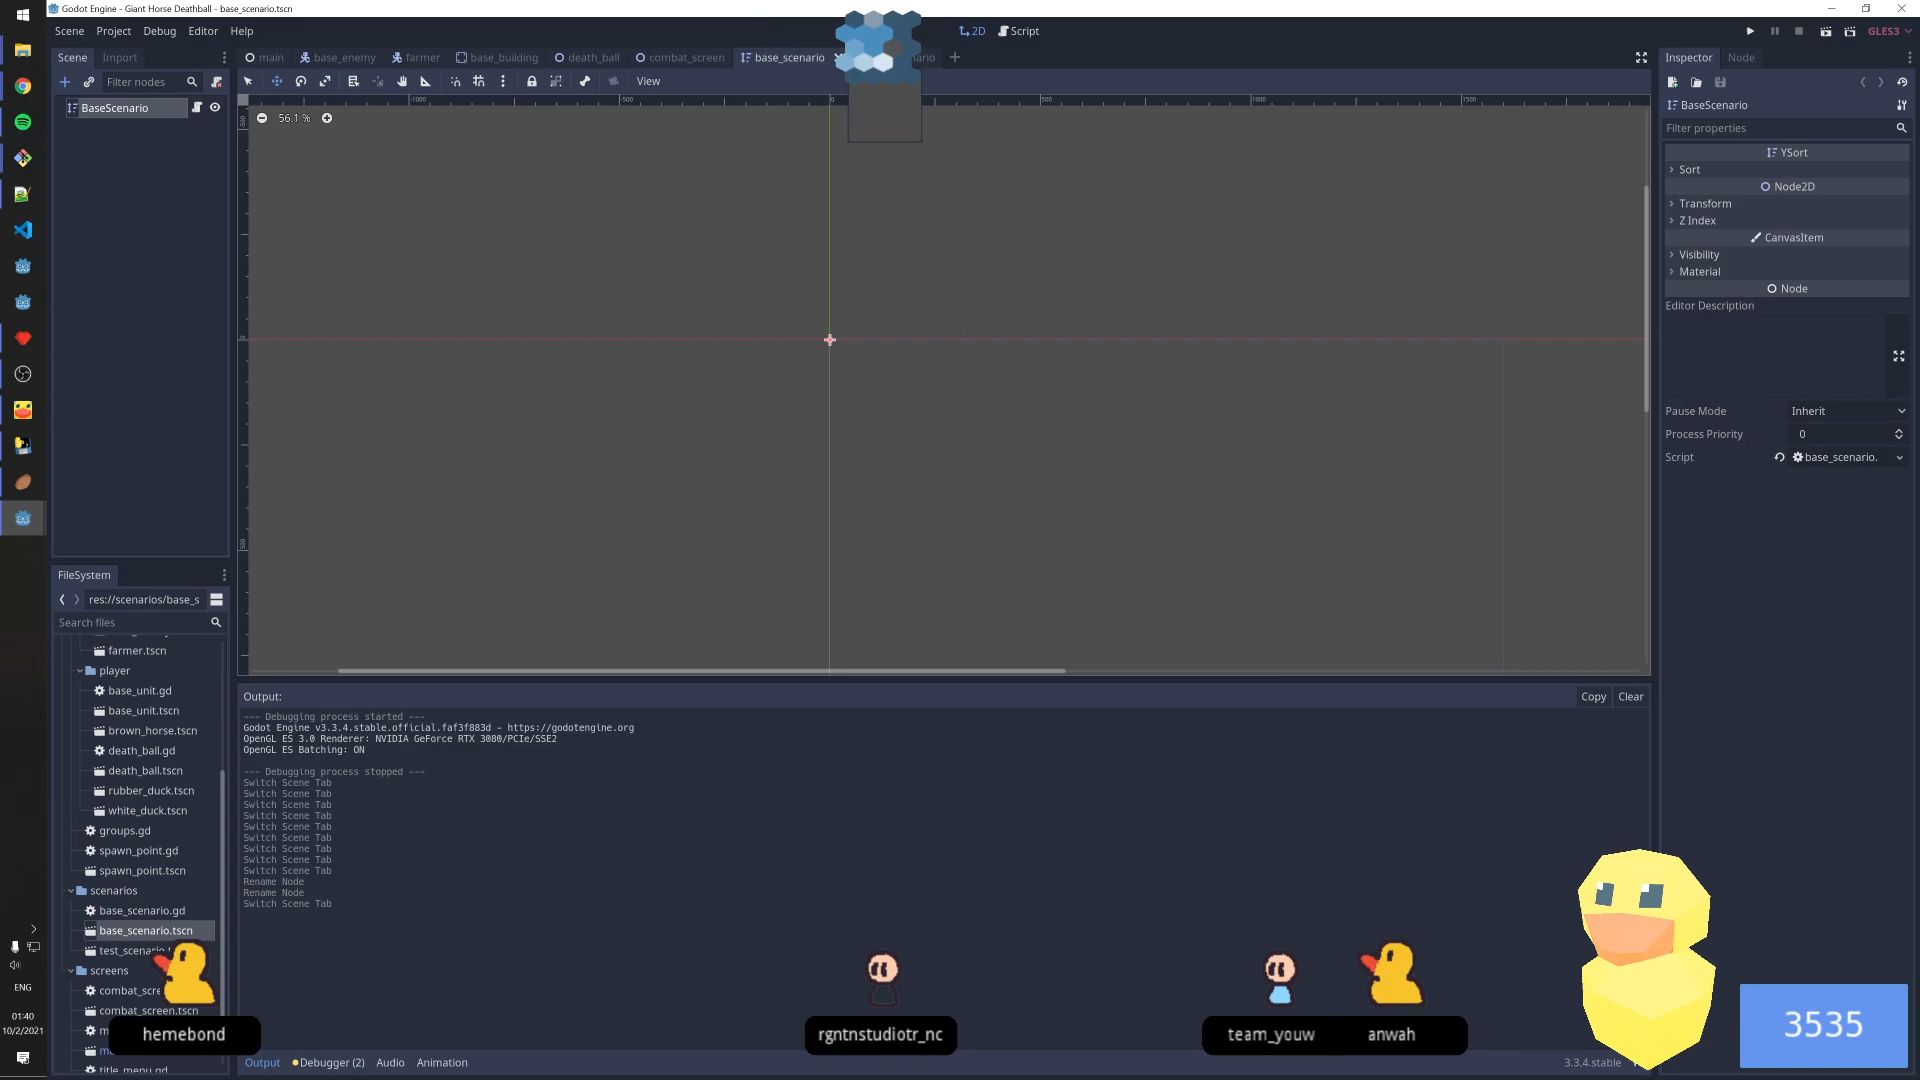 Godot Engine - Giant Horse Deathball - base_scenario.tscn
Scene Project Debug Editor Help
2D Script
GLES3
Scene Import
main base_enemy farmer base_building death_ball combat_screen base_scenario
Inspector Node
Filter nodes
View
BaseScenario
-1000 -500 0 500 1000 1500
56.1 %
BaseScenario
Filter properties
YSort
Sort
Node2D
Transform
Z Index
CanvasItem
Visibility
Material
Node
Editor Description
Pause Mode Inherit
Process Priority 0
Script base_scenario.
FileSystem
res://scenarios/base_s
Search files
farmer.tscn
player
base_unit.gd
base_unit.tscn
brown_horse.tscn
death_ball.gd
death_ball.tscn
rubber_duck.tscn
white_duck.tscn
groups.gd
spawn_point.gd
spawn_point.tscn
scenarios
base_scenario.gd
base_scenario.tscn
test_scenario.
screens
combat_scre
combat_screen.tscn
title_menu.gd
Output: Copy Clear
--- Debugging process started ---
Godot Engine v3.3.4.stable.official.faf3f883d - https://godotengine.org
OpenGL ES 3.0 Renderer: NVIDIA GeForce RTX 3080/PCIe/SSE2
OpenGL ES Batching: ON
--- Debugging process stopped ---
Switch Scene Tab
Switch Scene Tab
Switch Scene Tab
Switch Scene Tab
Switch Scene Tab
Switch Scene Tab
Switch Scene Tab
Switch Scene Tab
Switch Scene Tab
Rename Node
Rename Node
Switch Scene Tab
ENG
01:40
10/2/2021
hemebond
rgntnstudiotr_nc
team_youw
anwah
3535
Output Debugger (2) Audio Animation
3.3.4.stable